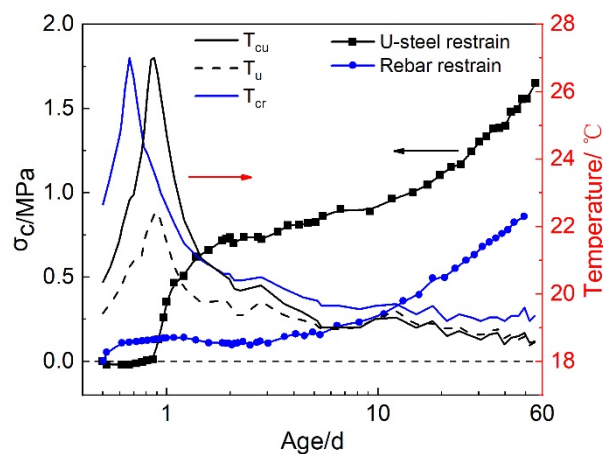 2.0
1.5
1.0
0.5
0.0
σc/MPa
Tcu
Tu
Tcr
U-steel restrain
Rebar restrain
28
26
24
22
20
18
Temperature/ ℃
1
10
60
Age/d